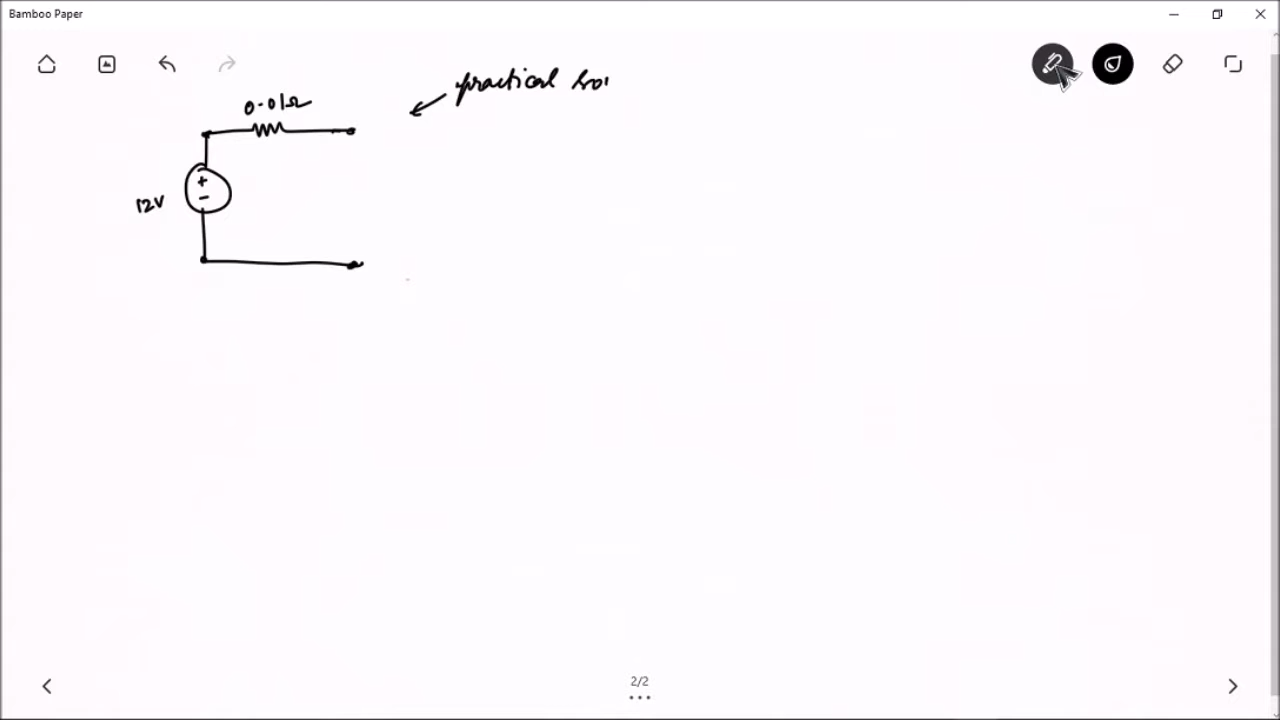 Bamboo Paper
practical
0.01Ω
+
12V
-
2/2